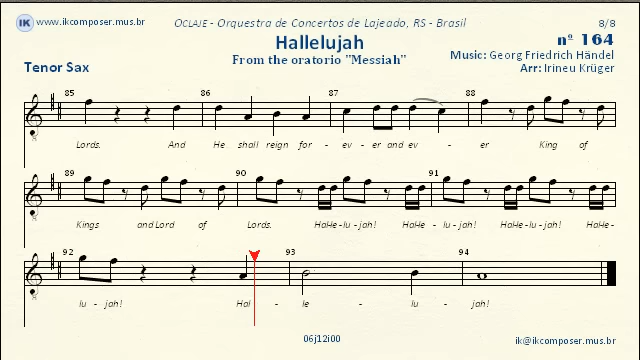 IK www.ikcomposer.mus.br
OCLAJE - Orquestra de Concertos de Lajeado, RS - Brasil
8/8
Hallelujah
nº 164
From the oratorio "Messiah"
Music: Georg Friedrich Händel
Tenor Sax
Arr: Irineu Krüger
85 86 87 88
Lords. And He shall reign for - ev - er and ev - er King of
89 90 91
Kings and Lord of Lords. Hal-le-lu-jah! Hal-le - lu - jah! Hal-le-lu-jah! Hal-le-
92 93 94
lu - jah! Hal - le - lu - jah!
06j12i00
ik@ikcomposer.mus.br